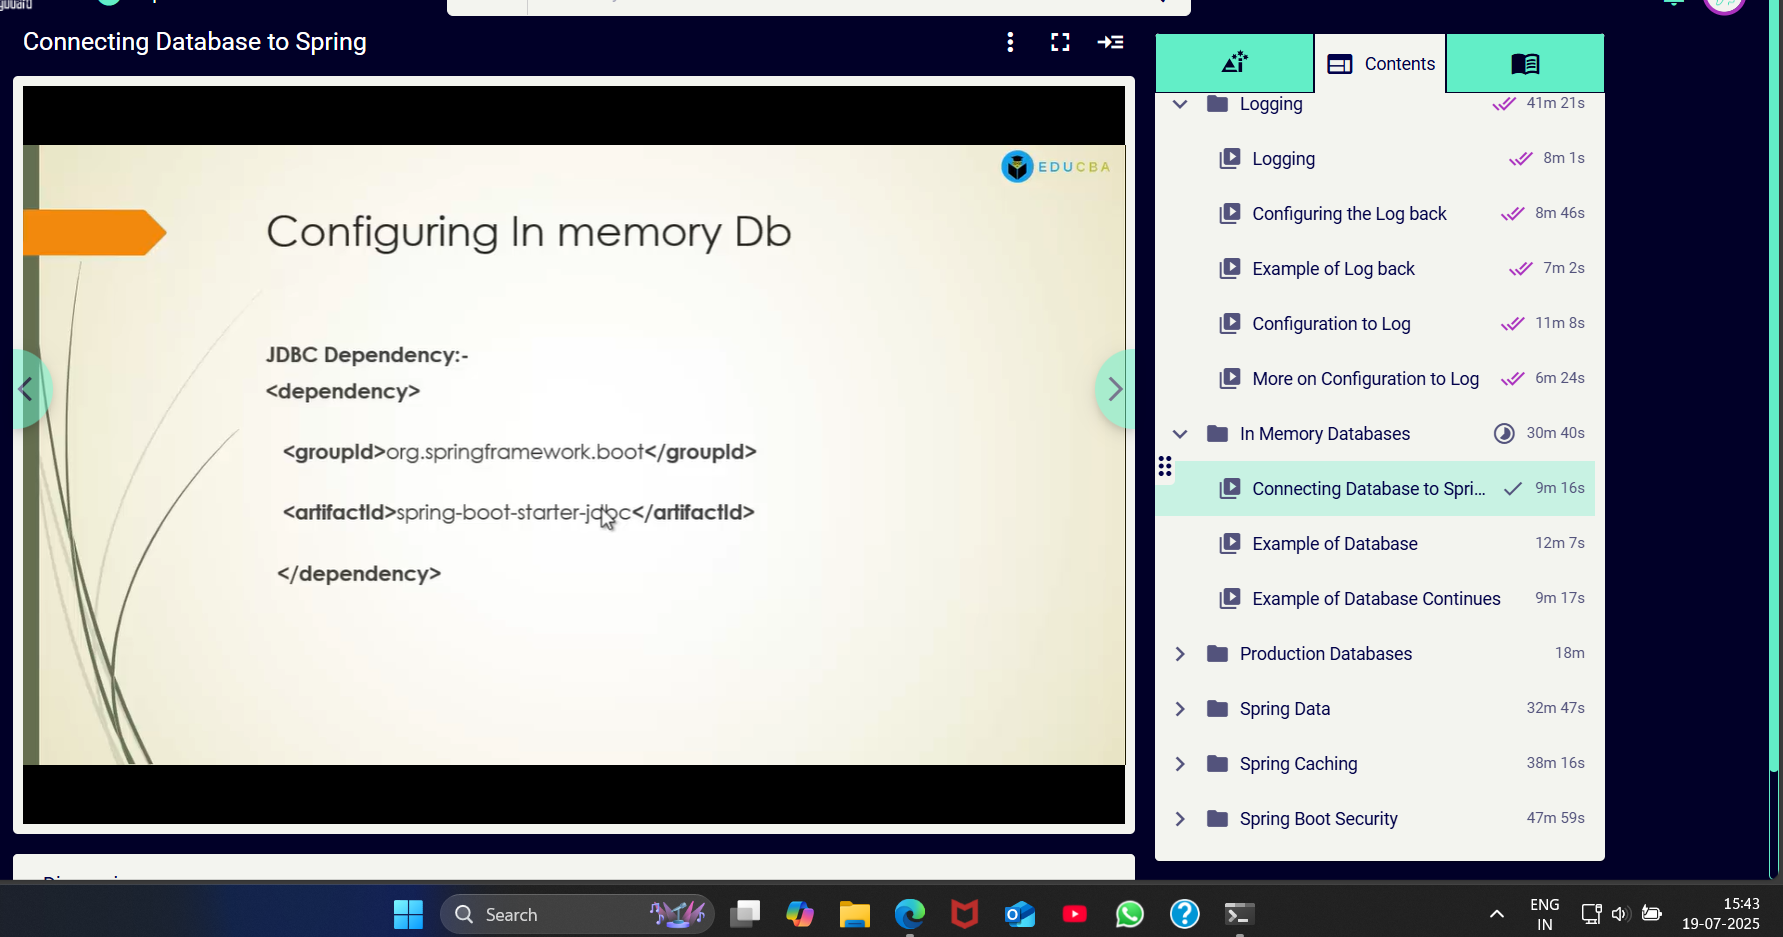 Connecting Database to Spring
EDUCBA
Configuring In memory Db
JDBC Dependency:-
<dependency>
<groupId>org.springframework.boot</groupId>
<artifactId>spring-boot-starter-jdbc</artifactId>
</dependency>
Contents
Logging 41m 21s
Logging 8m 1s
Configuring the Log back 8m 46s
Example of Log back 7m 2s
Configuration to Log 11m 8s
More on Configuration to Log 6m 24s
In Memory Databases 30m 40s
Connecting Database to Spri... 9m 16s
Example of Database 12m 7s
Example of Database Continues 9m 17s
Production Databases 18m
Spring Data 32m 47s
Spring Caching 38m 16s
Spring Boot Security 47m 59s
Search
ENG
IN
15:43
19-07-2025